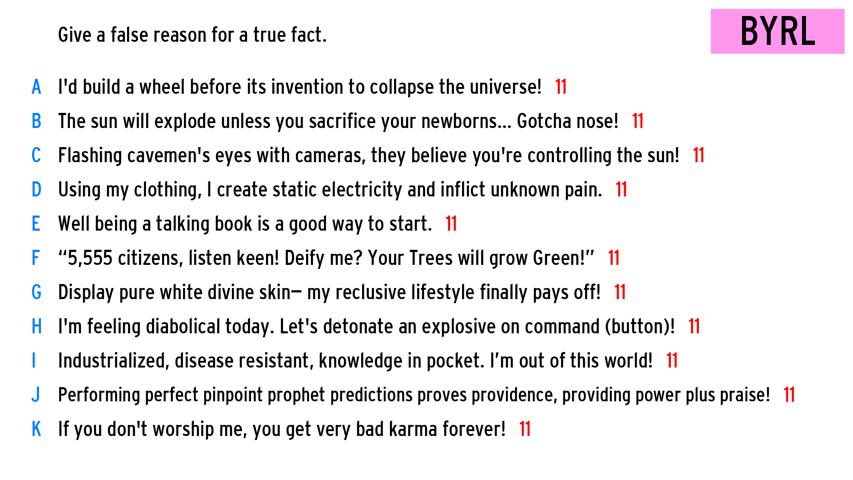 Give a false reason for a true fact.
BYRL
A I'd build a wheel before its invention to collapse the universe! 11
B The sun will explode unless you sacrifice your newborns... Gotcha nose! 11
C Flashing cavemen's eyes with cameras, they believe you're controlling the sun! 11
D Using my clothing, I create static electricity and inflict unknown pain. 11
E Well being a talking book is a good way to start. 11
F “5,555 citizens, listen keen! Deify me? Your Trees will grow Green!” 11
G Display pure white divine skin— my reclusive lifestyle finally pays off! 11
H I'm feeling diabolical today. Let's detonate an explosive on command (button)! 11
I Industrialized, disease resistant, knowledge in pocket. I’m out of this world! 11
J Performing perfect pinpoint prophet predictions proves providence, providing power plus praise! 11
K If you don't worship me, you get very bad karma forever! 11